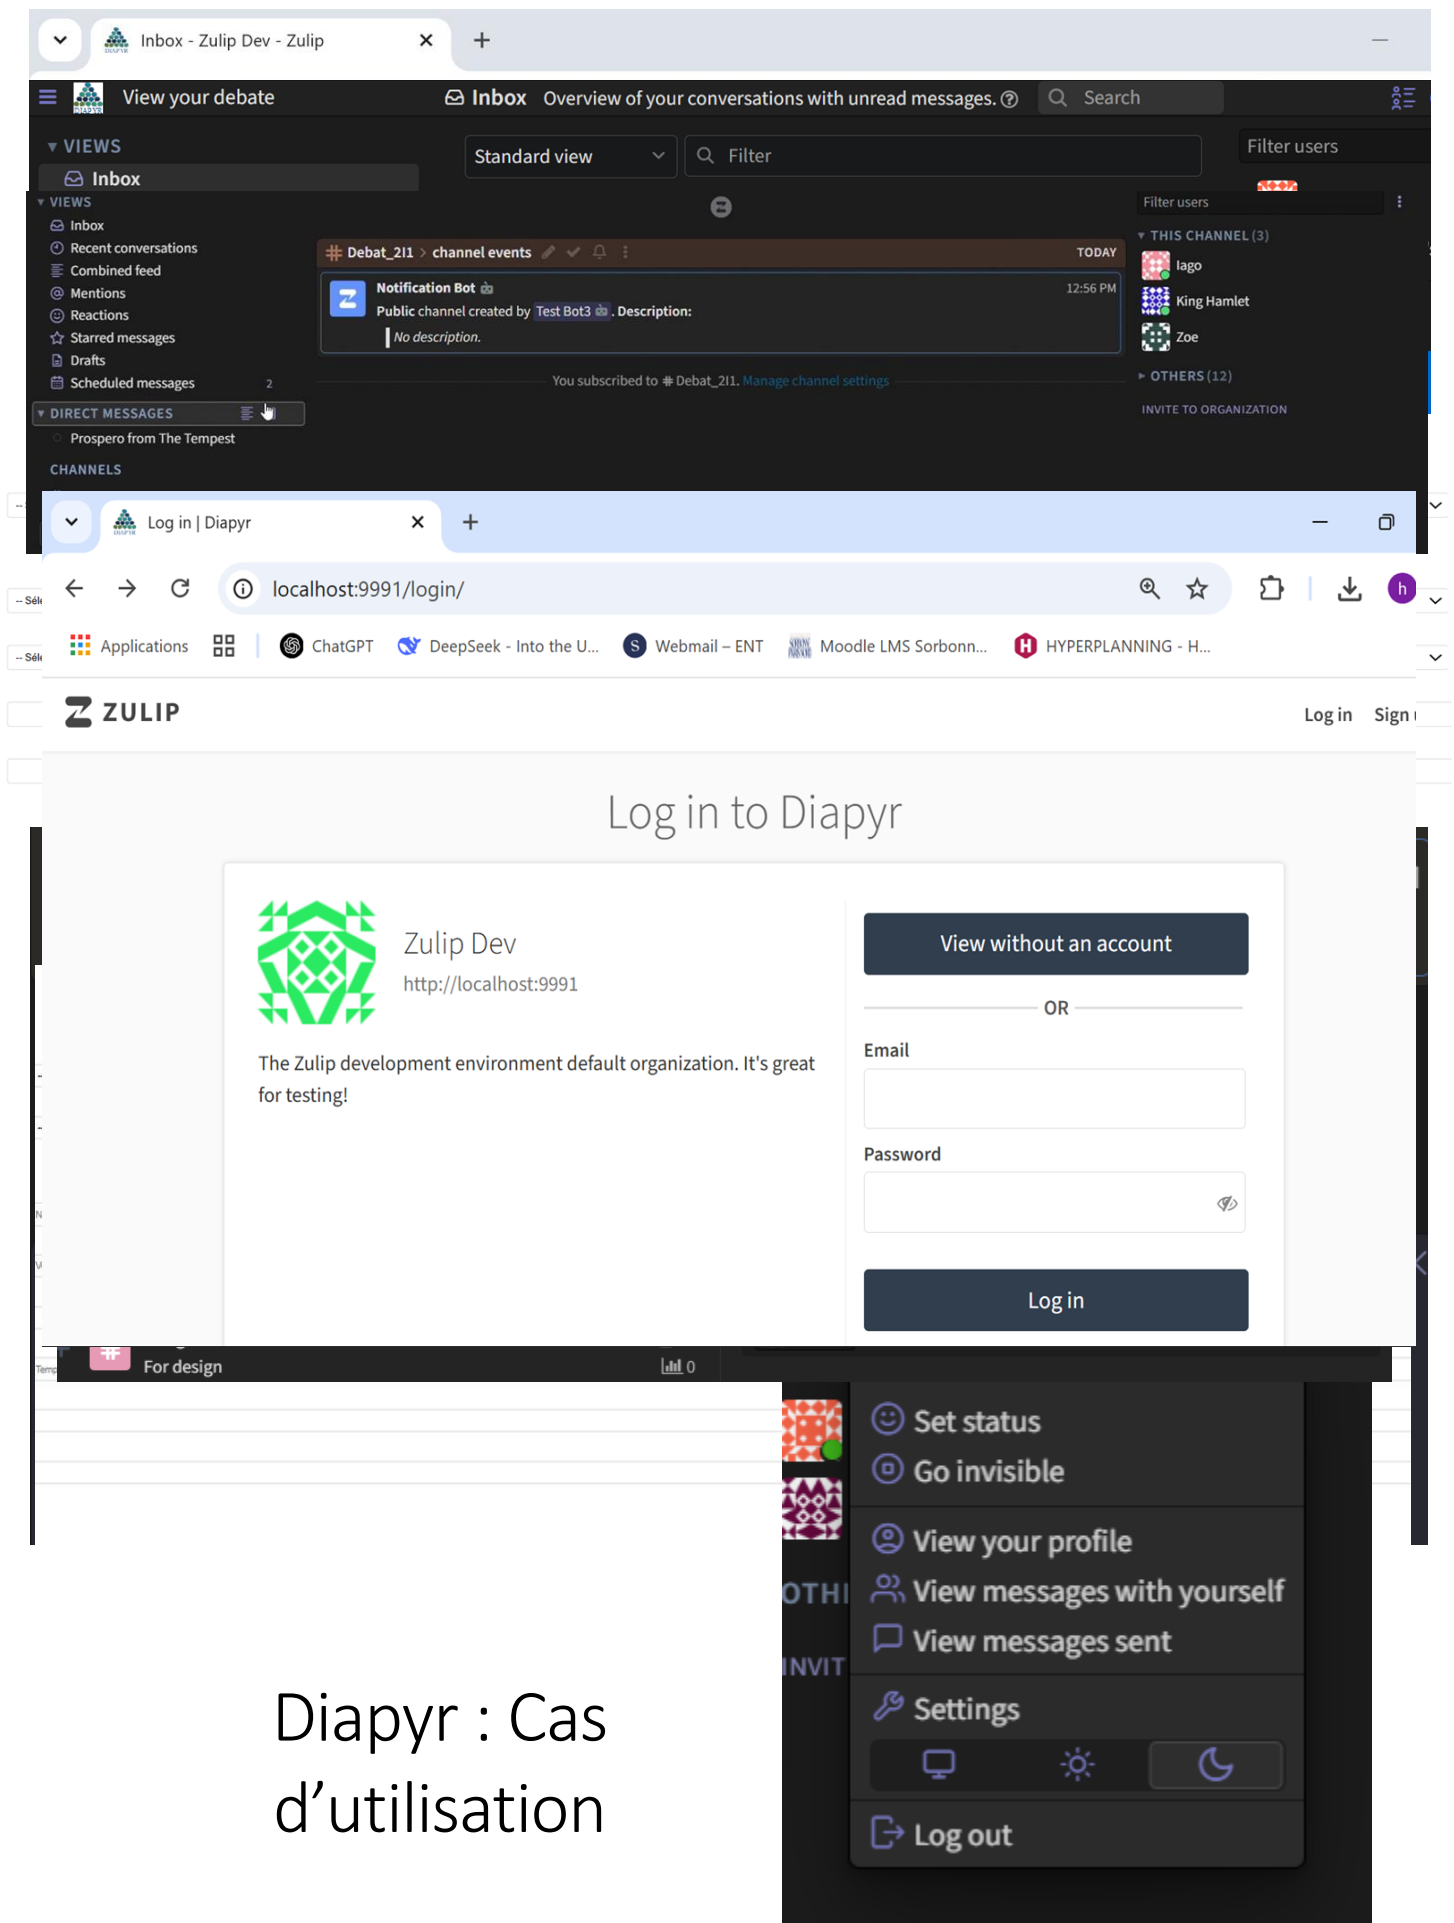 Inbox - Zulip Dev - Zulip
View your debate
Inbox Overview of your conversations with unread messages.
Search
VIEWS
Standard view
Filter
Filter users
Inbox
VIEWS
Filter users
Inbox
Recent conversations
Combined feed
Mentions
Reactions
Starred messages
Drafts
Scheduled messages 2
DIRECT MESSAGES
Prospero from The Tempest
CHANNELS
# Debat_2I1 > channel events
TODAY
Notification Bot
12:56 PM
Public channel created by Test Bot3 . Description:
No description.
You subscribed to # Debat_2I1. Manage channel settings
THIS CHANNEL (3)
Iago
King Hamlet
Zoe
OTHERS (12)
INVITE TO ORGANIZATION
Log in | Diapyr
localhost:9991/login/
h
Applications
ChatGPT
DeepSeek - Into the U...
Webmail – ENT
Moodle LMS Sorbonn...
HYPERPLANNING - H...
-- Séle
-- Séle
ZULIP
Log in
Sign
Log in to Diapyr
Zulip Dev
http://localhost:9991
The Zulip development environment default organization. It's great
for testing!
View without an account
OR
Email
Password
Log in
Temp
For design
0
Set status
Go invisible
View your profile
OTHI
View messages with yourself
View messages sent
INVIT
Settings
Log out
Diapyr : Cas
d’utilisation